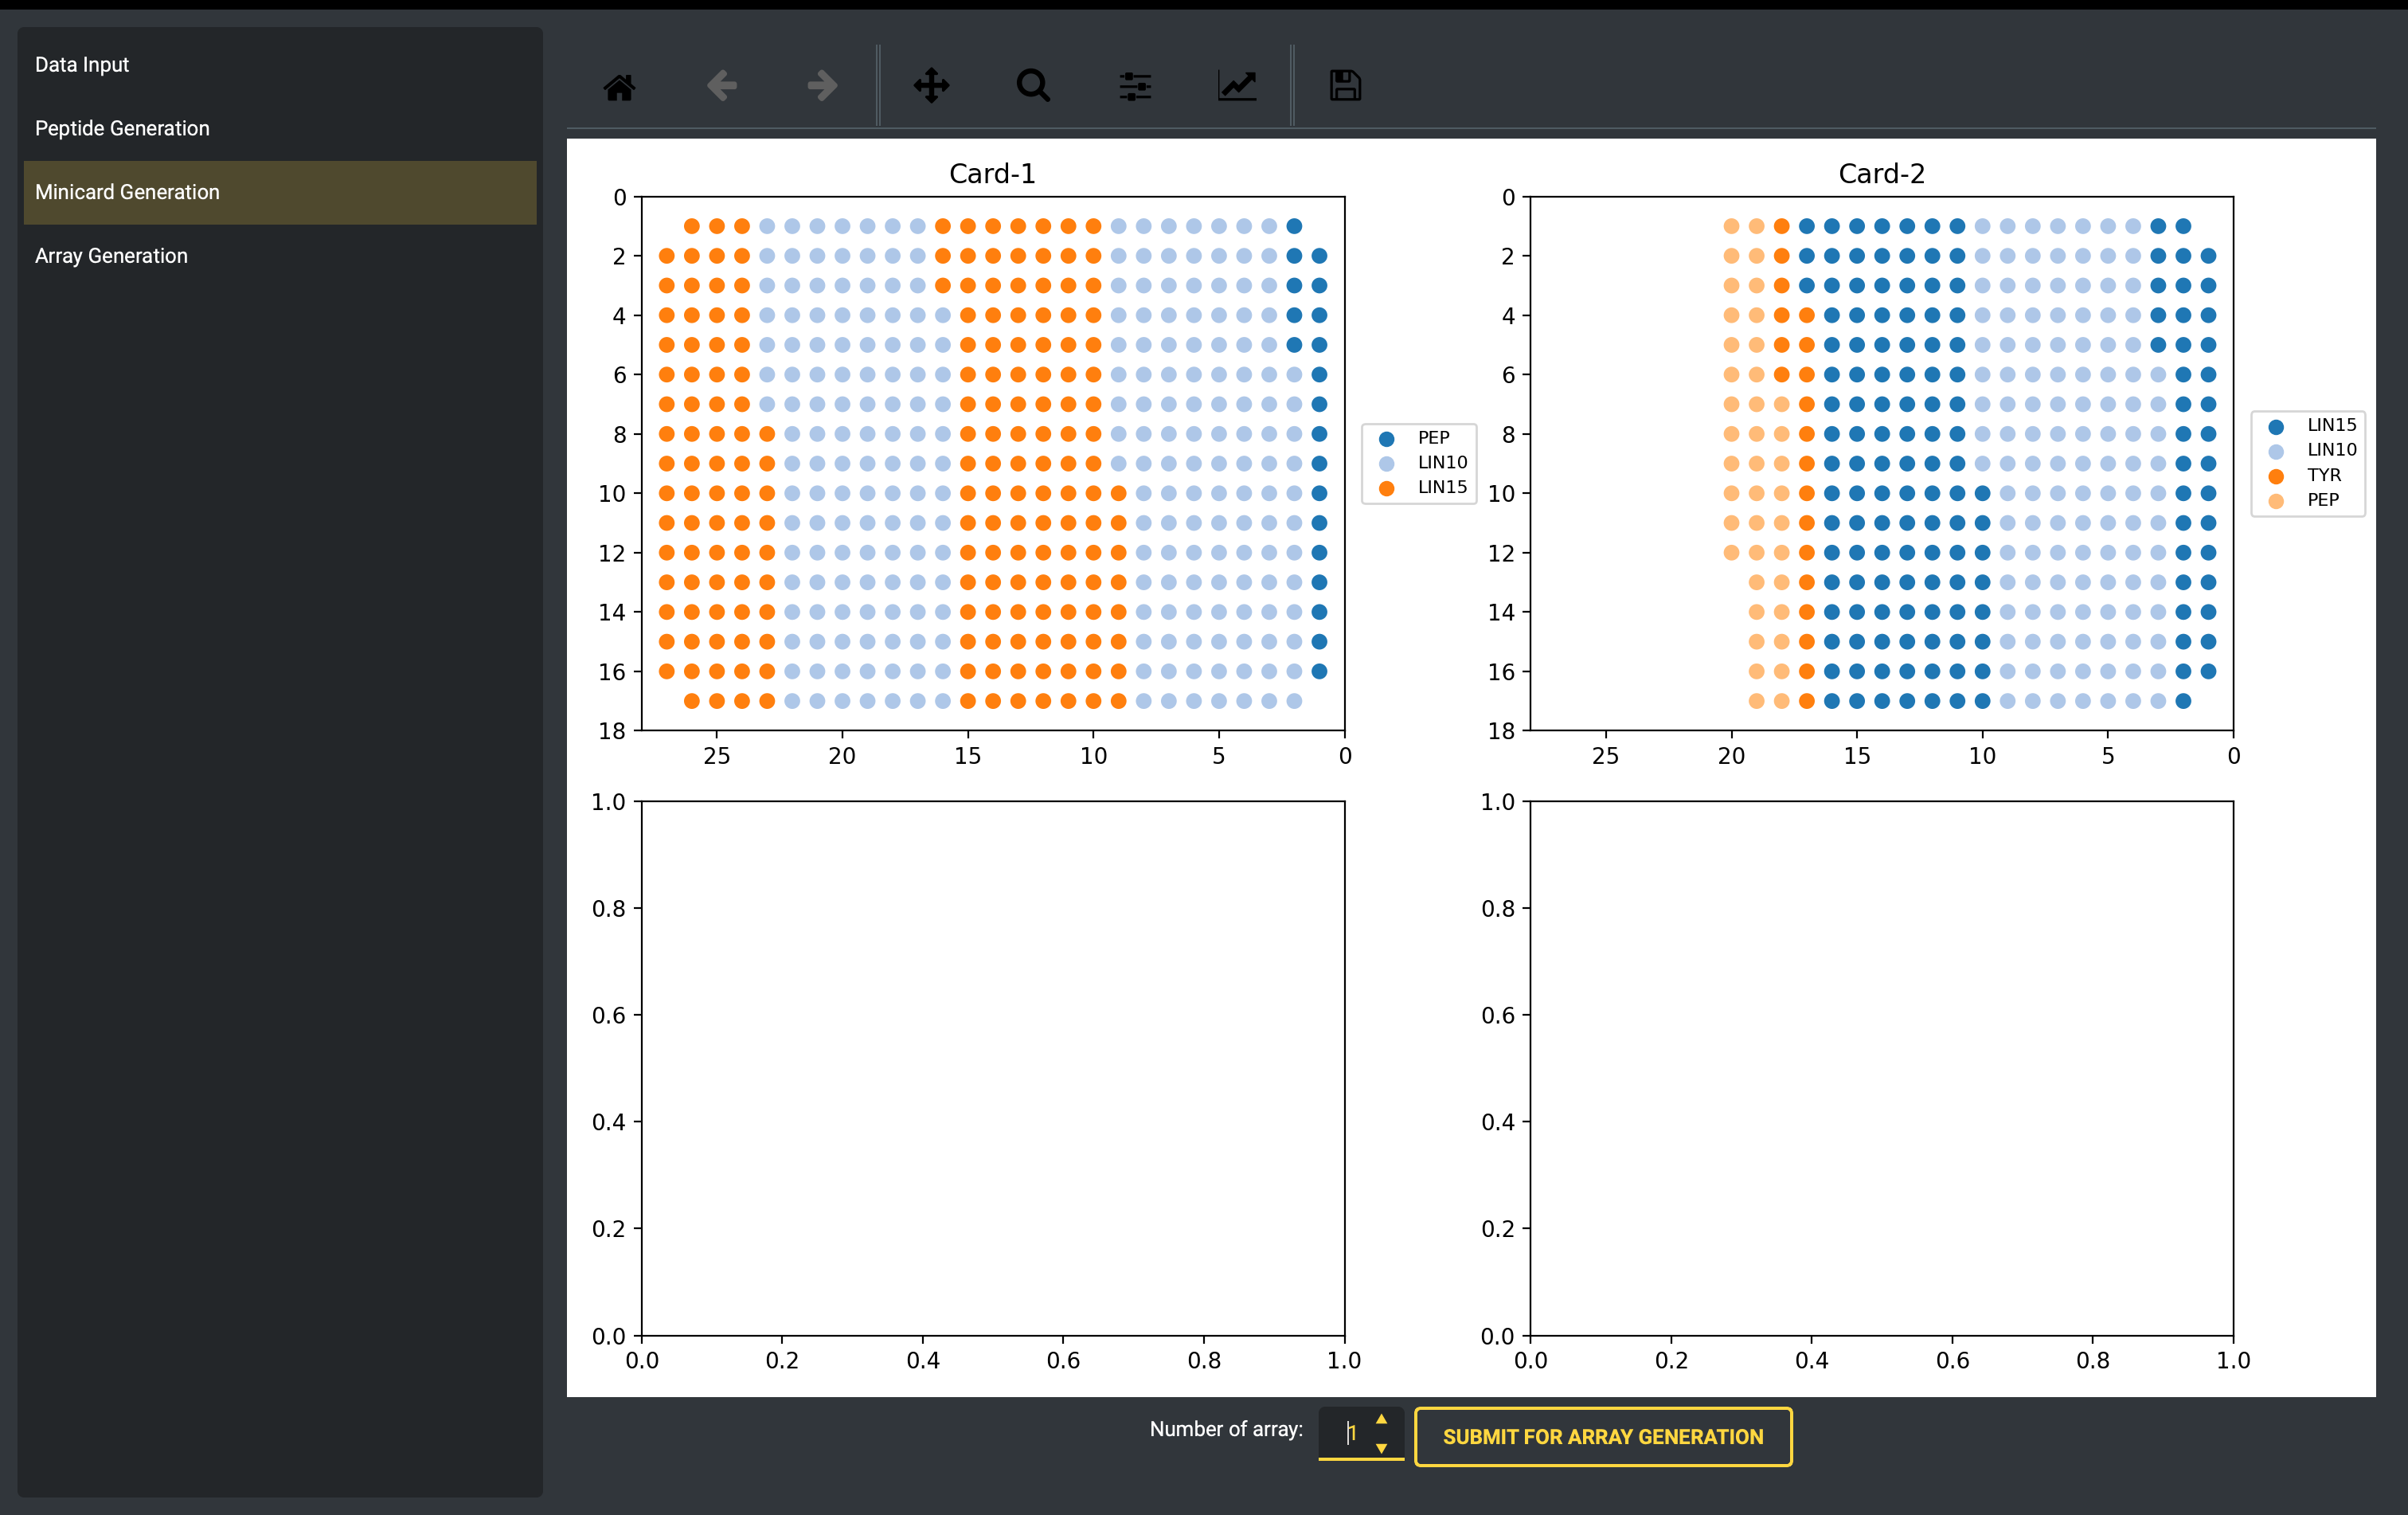 Data Input
Peptide Generation
Minicard Generation
Array Generation
Card-1
0
2
4
6
8
10
12
14
16
18
25 20 15 10 5 0
PEP
LIN10
LIN15
Card-2
0
2
4
6
8
10
12
14
16
18
25 20 15 10 5 0
LIN15
LIN10
TYR
PEP
1.0
0.8
0.6
0.4
0.2
0.0
0.0 0.2 0.4 0.6 0.8 1.0
1.0
0.8
0.6
0.4
0.2
0.0
0.0 0.2 0.4 0.6 0.8 1.0
Number of array: 1 SUBMIT FOR ARRAY GENERATION